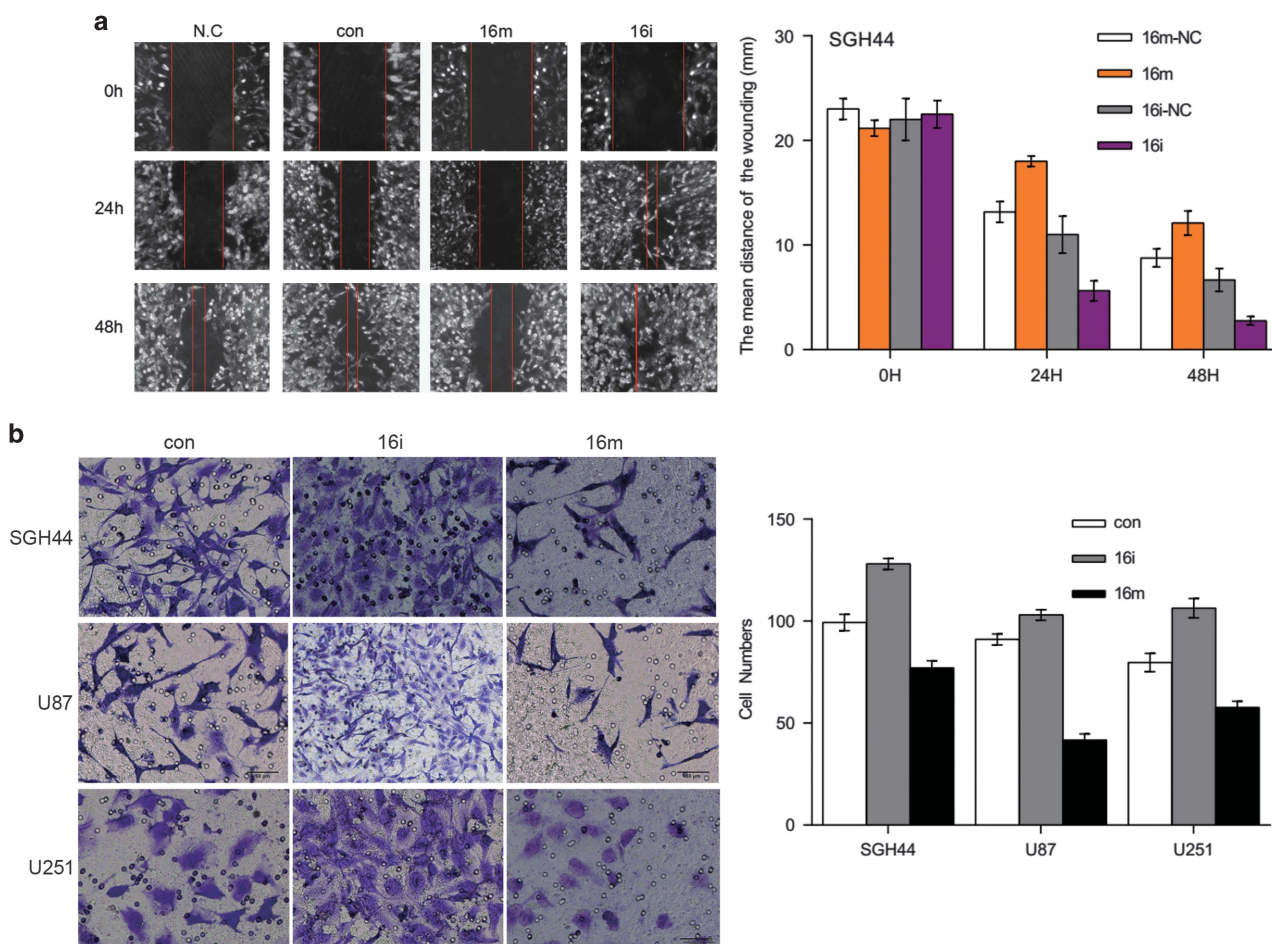 a
N.C
con
16m
16i
0h
24h
48h
The mean distance of the wounding (mm)
30
20
10
0
SGH44
16m-NC
16m
16i-NC
16i
0H
24H
48H
b
con
16i
16m
SGH44
U87
U251
Cell Numbers
150
100
50
0
con
16i
16m
SGH44
U87
U251